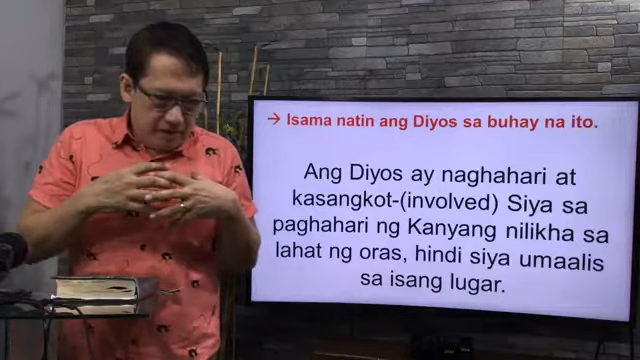 → Isama natin ang Diyos sa buhay na ito.
Ang Diyos ay naghahari at
kasangkot-(involved) Siya sa
paghahari ng Kanyang nilikha sa
lahat ng oras, hindi siya umaalis
sa isang lugar.